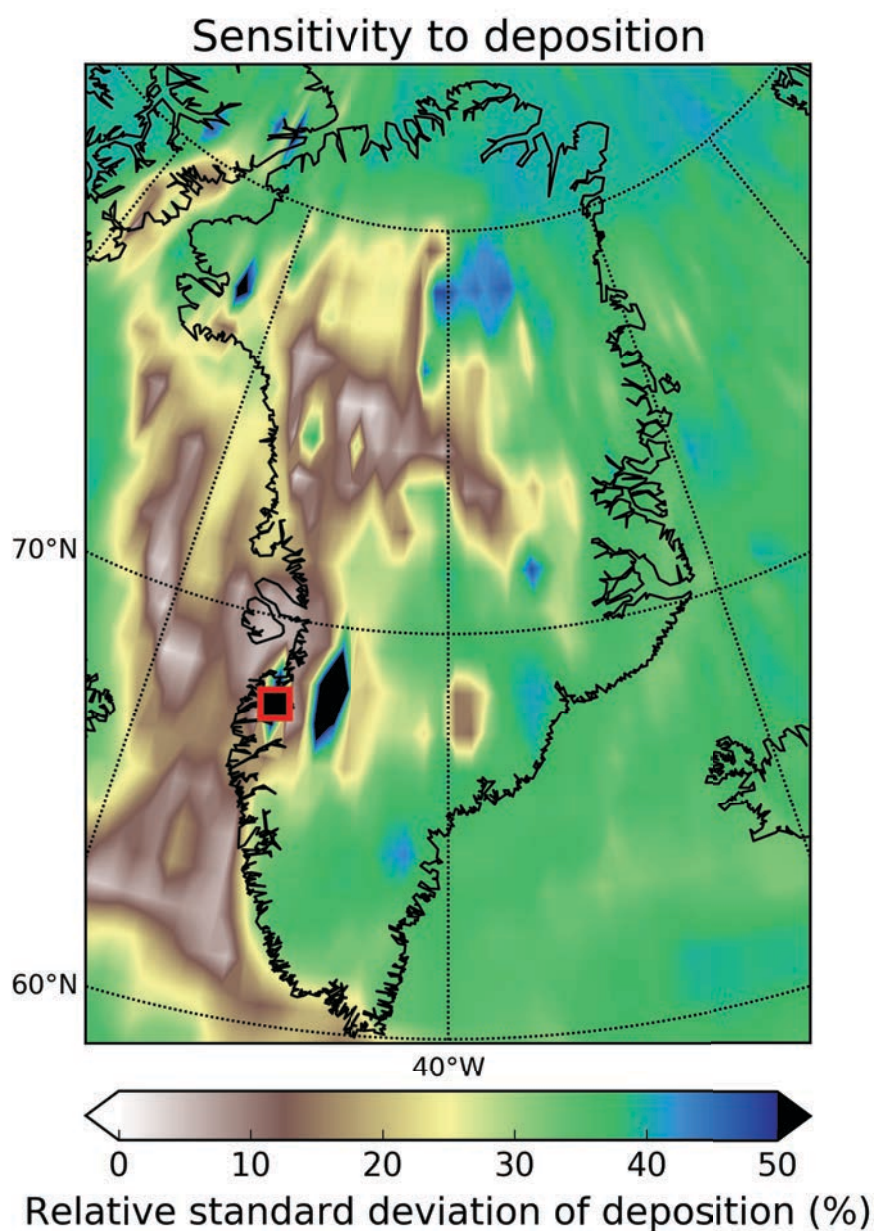 Sensitivity to deposition
70°N
60°N
40°W
0 10 20 30 40 50
Relative standard deviation of deposition (%)